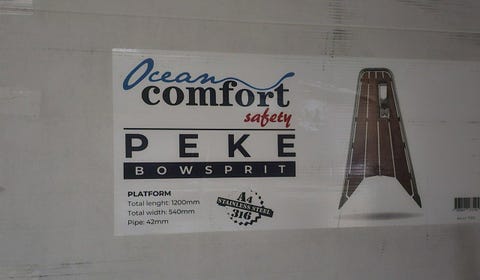 Ocean
comfort
safety
PEKE
BOWSPRIT
PLATFORM
Total lenght: 1200mm
Total width: 540mm
Pipe: 42mm
A4
STAINLESS STEEL
316